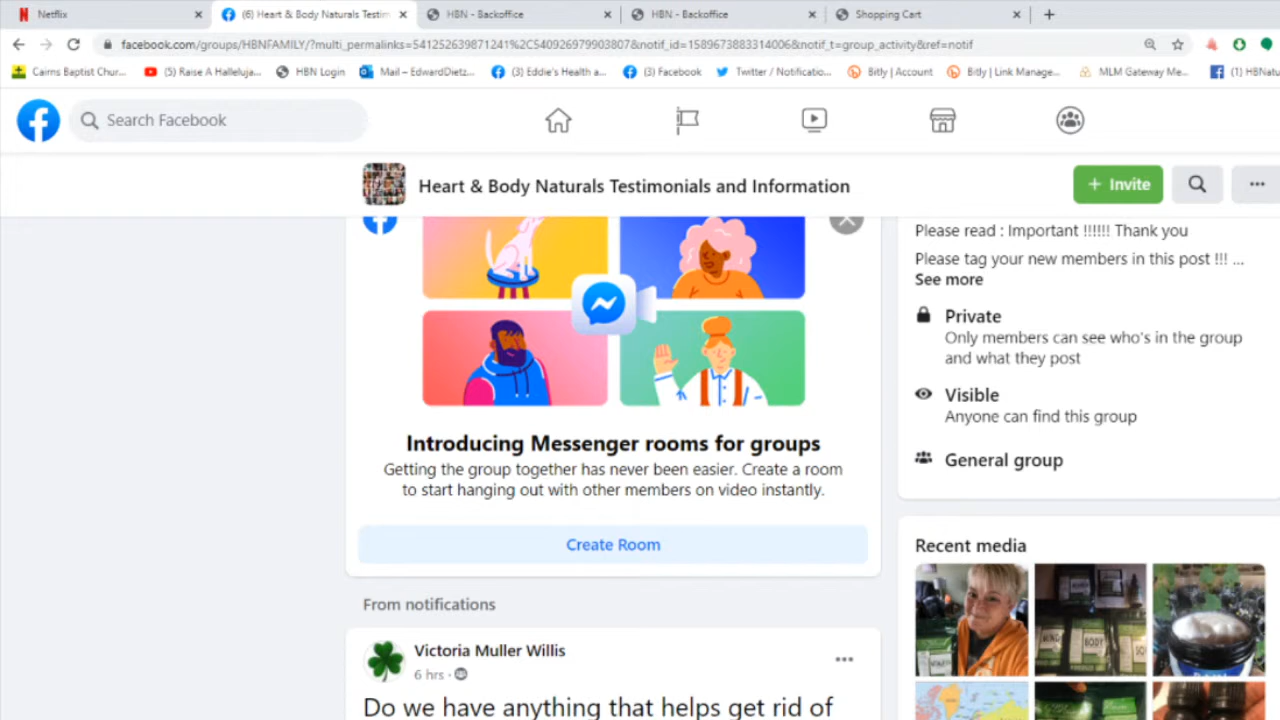 Netflix
(6) Heart & Body Naturals Testim
HBN - Backoffice
HBN - Backoffice
Shopping Cart
facebook.com/groups/HBNFAMILY/?multi_permalinks=541252639871241%2C540926979903807&notif_id=1589673883314006&notif_t=group_activity&ref=notif
Cairns Baptist Chur...
(5) Raise A Halleluja...
HBN Login
Mail – EdwardDietz...
(3) Eddie's Health a...
(3) Facebook
Twitter / Notificatio...
Bitly | Account
Bitly | Link Manage...
MLM Gateway Me...
(1) HBNatu
Search Facebook
Heart & Body Naturals Testimonials and Information
+ Invite
Introducing Messenger rooms for groups
Getting the group together has never been easier. Create a room
to start hanging out with other members on video instantly.
Create Room
From notifications
Victoria Muller Willis
6 hrs ·
Do we have anything that helps get rid of
Please read : Important !!!!!! Thank you
Please tag your new members in this post !!! ...
See more
Private
Only members can see who's in the group
and what they post
Visible
Anyone can find this group
General group
Recent media
BODY